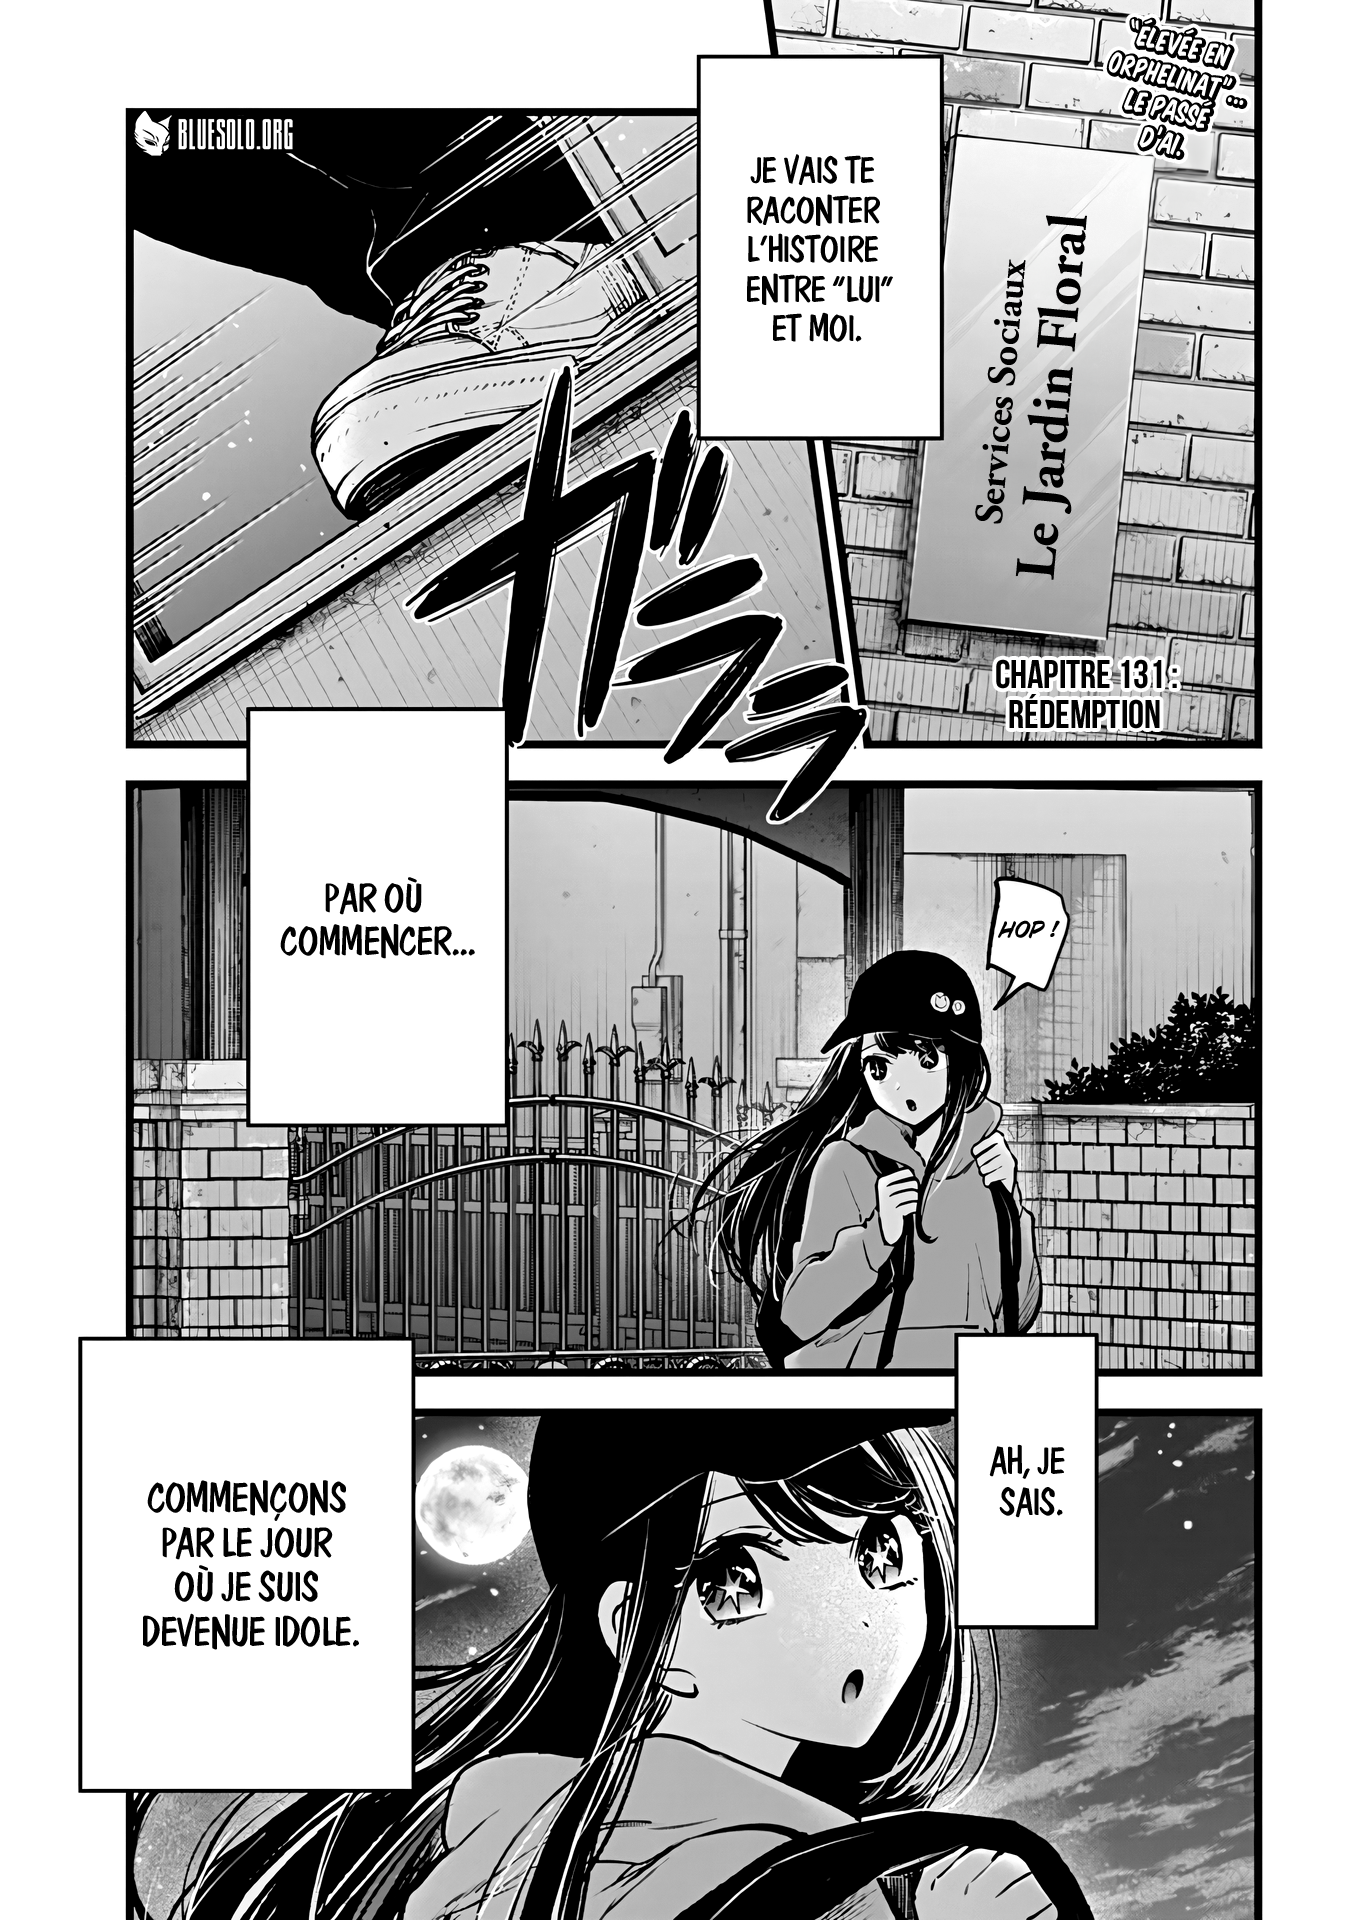 “ÉLEVÉE EN
ORPHELINAT”...
LE PASSÉ
D'AI.
JE VAIS TE
RACONTER
L'HISTOIRE
ENTRE “LUI”
ET MOI.
Services Sociaux
Le Jardin Floral
BLUESOLO.ORG
ガララ
CHAPITRE 131 :
RÉDEMPTION
PAR OÙ
COMMENCER...
HOP !
AH, JE
SAIS.
COMMENÇONS
PAR LE JOUR
OÙ JE SUIS
DEVENUE IDOLE.